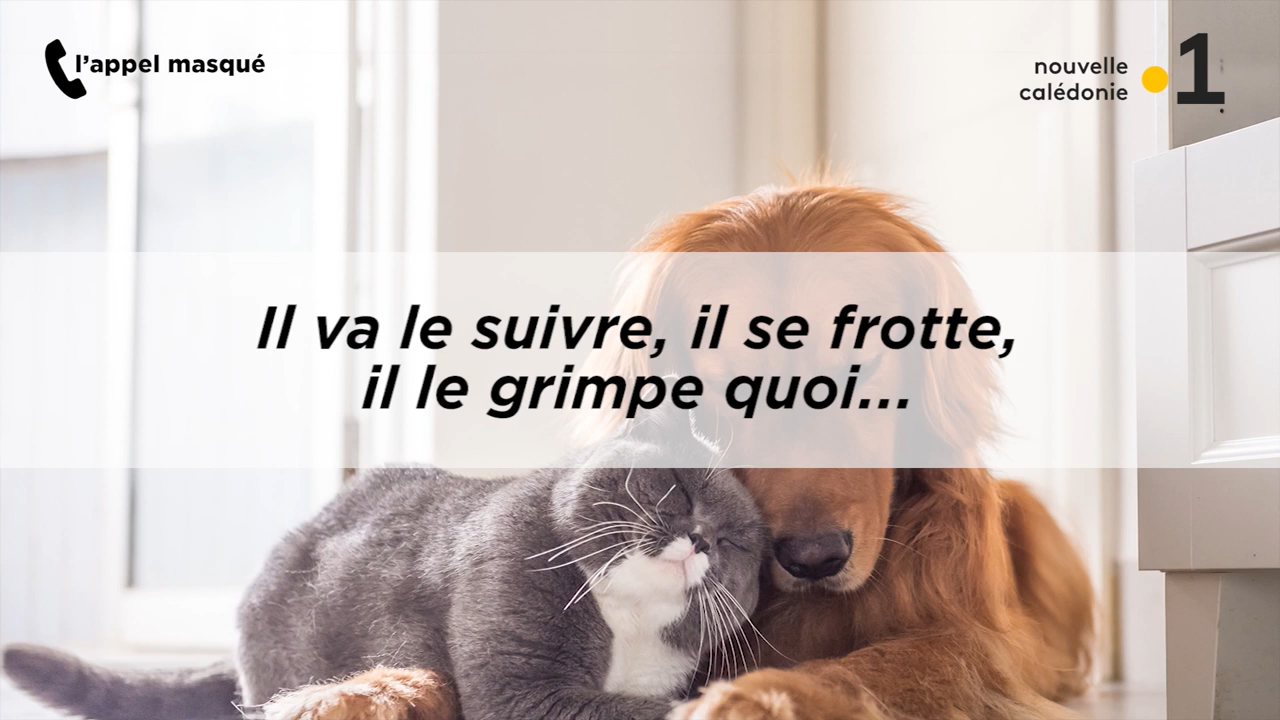 l'appel masqué
nouvelle
calédonie
1
Il va le suivre, il se frotte,
il le grimpe quoi...